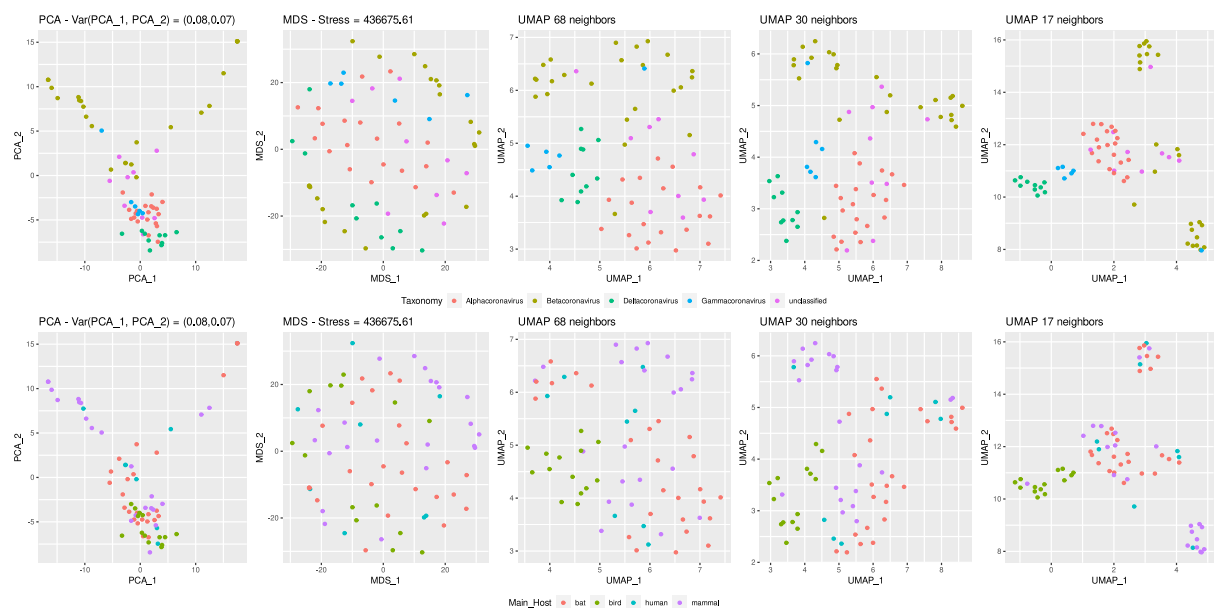 PCA - Var(PCA_1, PCA_2) = (0.08,0.07)
MDS - Stress = 436675.61
UMAP 68 neighbors
UMAP 30 neighbors
UMAP 17 neighbors
15
10
5
0
-5
PCA_2
-10
0
10
PCA_1
20
0
-20
MDS_2
-20
0
20
MDS_1
6
5
4
3
UMAP_2
4
5
6
7
UMAP_1
6
5
4
3
2
UMAP_2
3
4
5
6
7
8
UMAP_1
16
14
12
10
8
UMAP_2
0
2
4
UMAP_1
Taxonomy
Alphacoronavirus
Betacoronavirus
Deltacoronavirus
Gammacoronavirus
unclassified
PCA - Var(PCA_1, PCA_2) = (0.08,0.07)
MDS - Stress = 436675.61
UMAP 68 neighbors
UMAP 30 neighbors
UMAP 17 neighbors
15
10
5
0
-5
PCA_2
-10
0
10
PCA_1
20
0
-20
MDS_2
-20
0
20
MDS_1
7
6
5
4
3
UMAP_2
4
5
6
7
UMAP_1
6
5
4
3
2
UMAP_2
3
4
5
6
7
8
UMAP_1
16
14
12
10
8
UMAP_2
0
2
4
UMAP_1
Main_Host
bat
bird
human
mammal